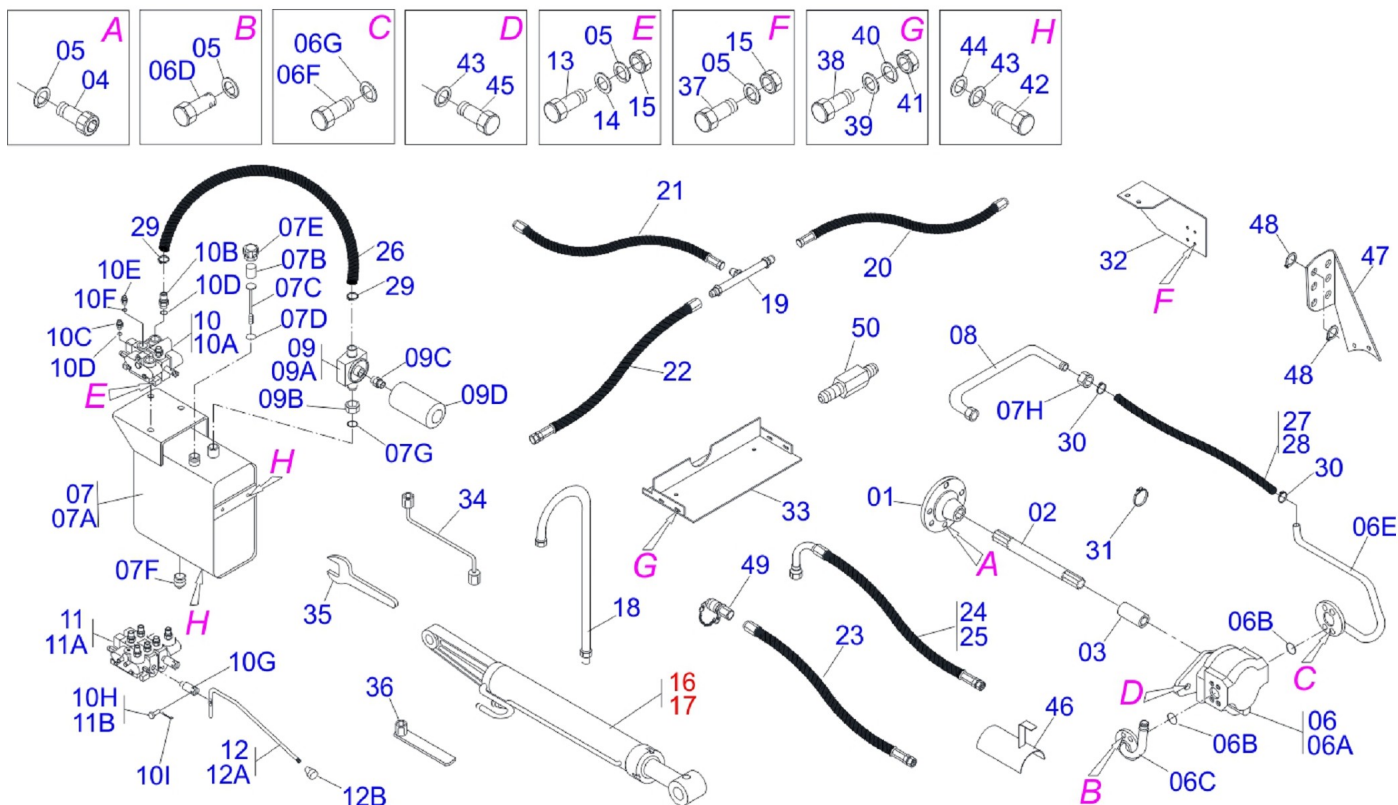 A
05
04
B
05
06D
C
06G
06F
D
43
45
E
05
13
14
15
F
15
05
37
G
40
38
39
41
H
44
43
42
21
20
19
22
32
F
48
47
48
29
10B
10E
10F
10D
10C
10D
10
10A
E
07E
07B
07C
07D
26
29
09
09A
09C
09B
09D
07G
50
08
07H
30
27
28
30
H
07
07A
07F
H
34
33
G
01
A
02
31
06E
35
18
49
24
25
03
06B
C
11
11A
10G
10H
11B
10I
12
12A
12B
36
16
17
23
46
D
06B
06
06A
06C
B